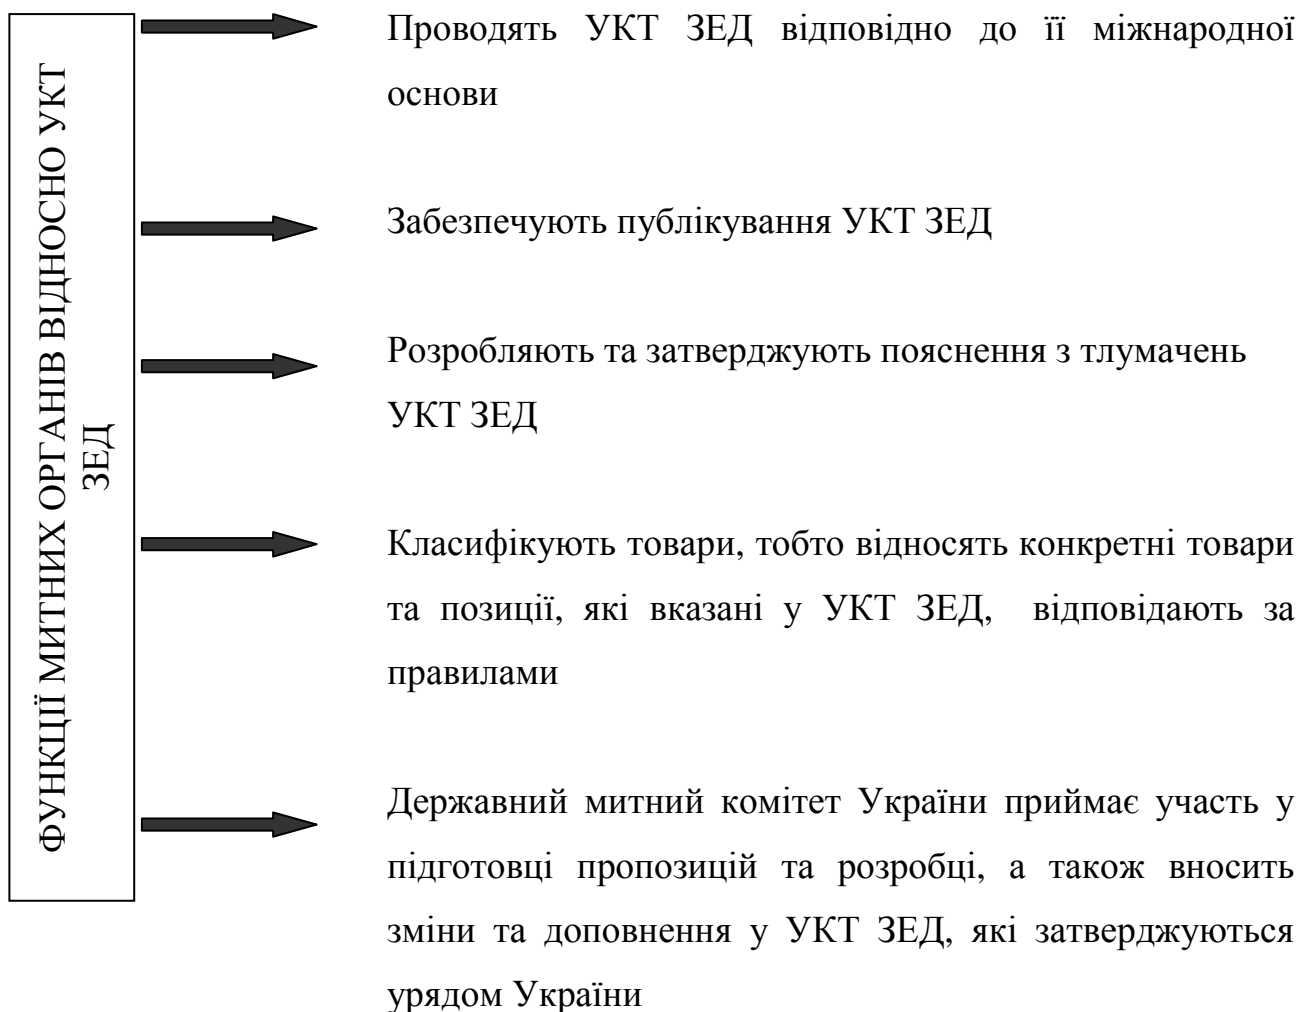 ФУНКЦІЇ МИТНИХ ОРГАНІВ ВІДНОСНО УКТ
ЗЕД
Проводять УКТ ЗЕД відповідно до її міжнародної
основи
Забезпечують публікування УКТ ЗЕД
Розробляють та затверджують пояснення з тлумачень
УКТ ЗЕД
Класифікують товари, тобто відносять конкретні товари
та позиції, які вказані у УКТ ЗЕД, відповідають за
правилами
Державний митний комітет України приймає участь у
підготовці пропозицій та розробці, а також вносить
зміни та доповнення у УКТ ЗЕД, які затверджуються
урядом України